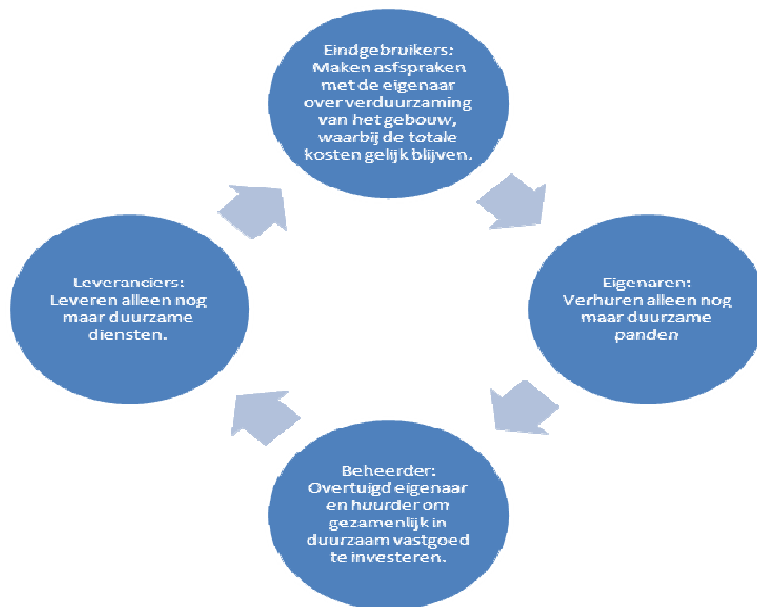 Eindgebruikers:
Maken asfspraken
met de eigenaar
over verduurzaming
van het gebouw,
waarbij de totale
kosten gelijk blijven.
Leveranciers:
Leveren alleen nog
maar duurzame
diensten.
Eigenaren:
Verhuren alleen nog
maar duurzame
panden
Beheerder:
Overtuigd eigenaar
en huurder om
gezamenlijk in
duurzaam vastgoed
te investeren.